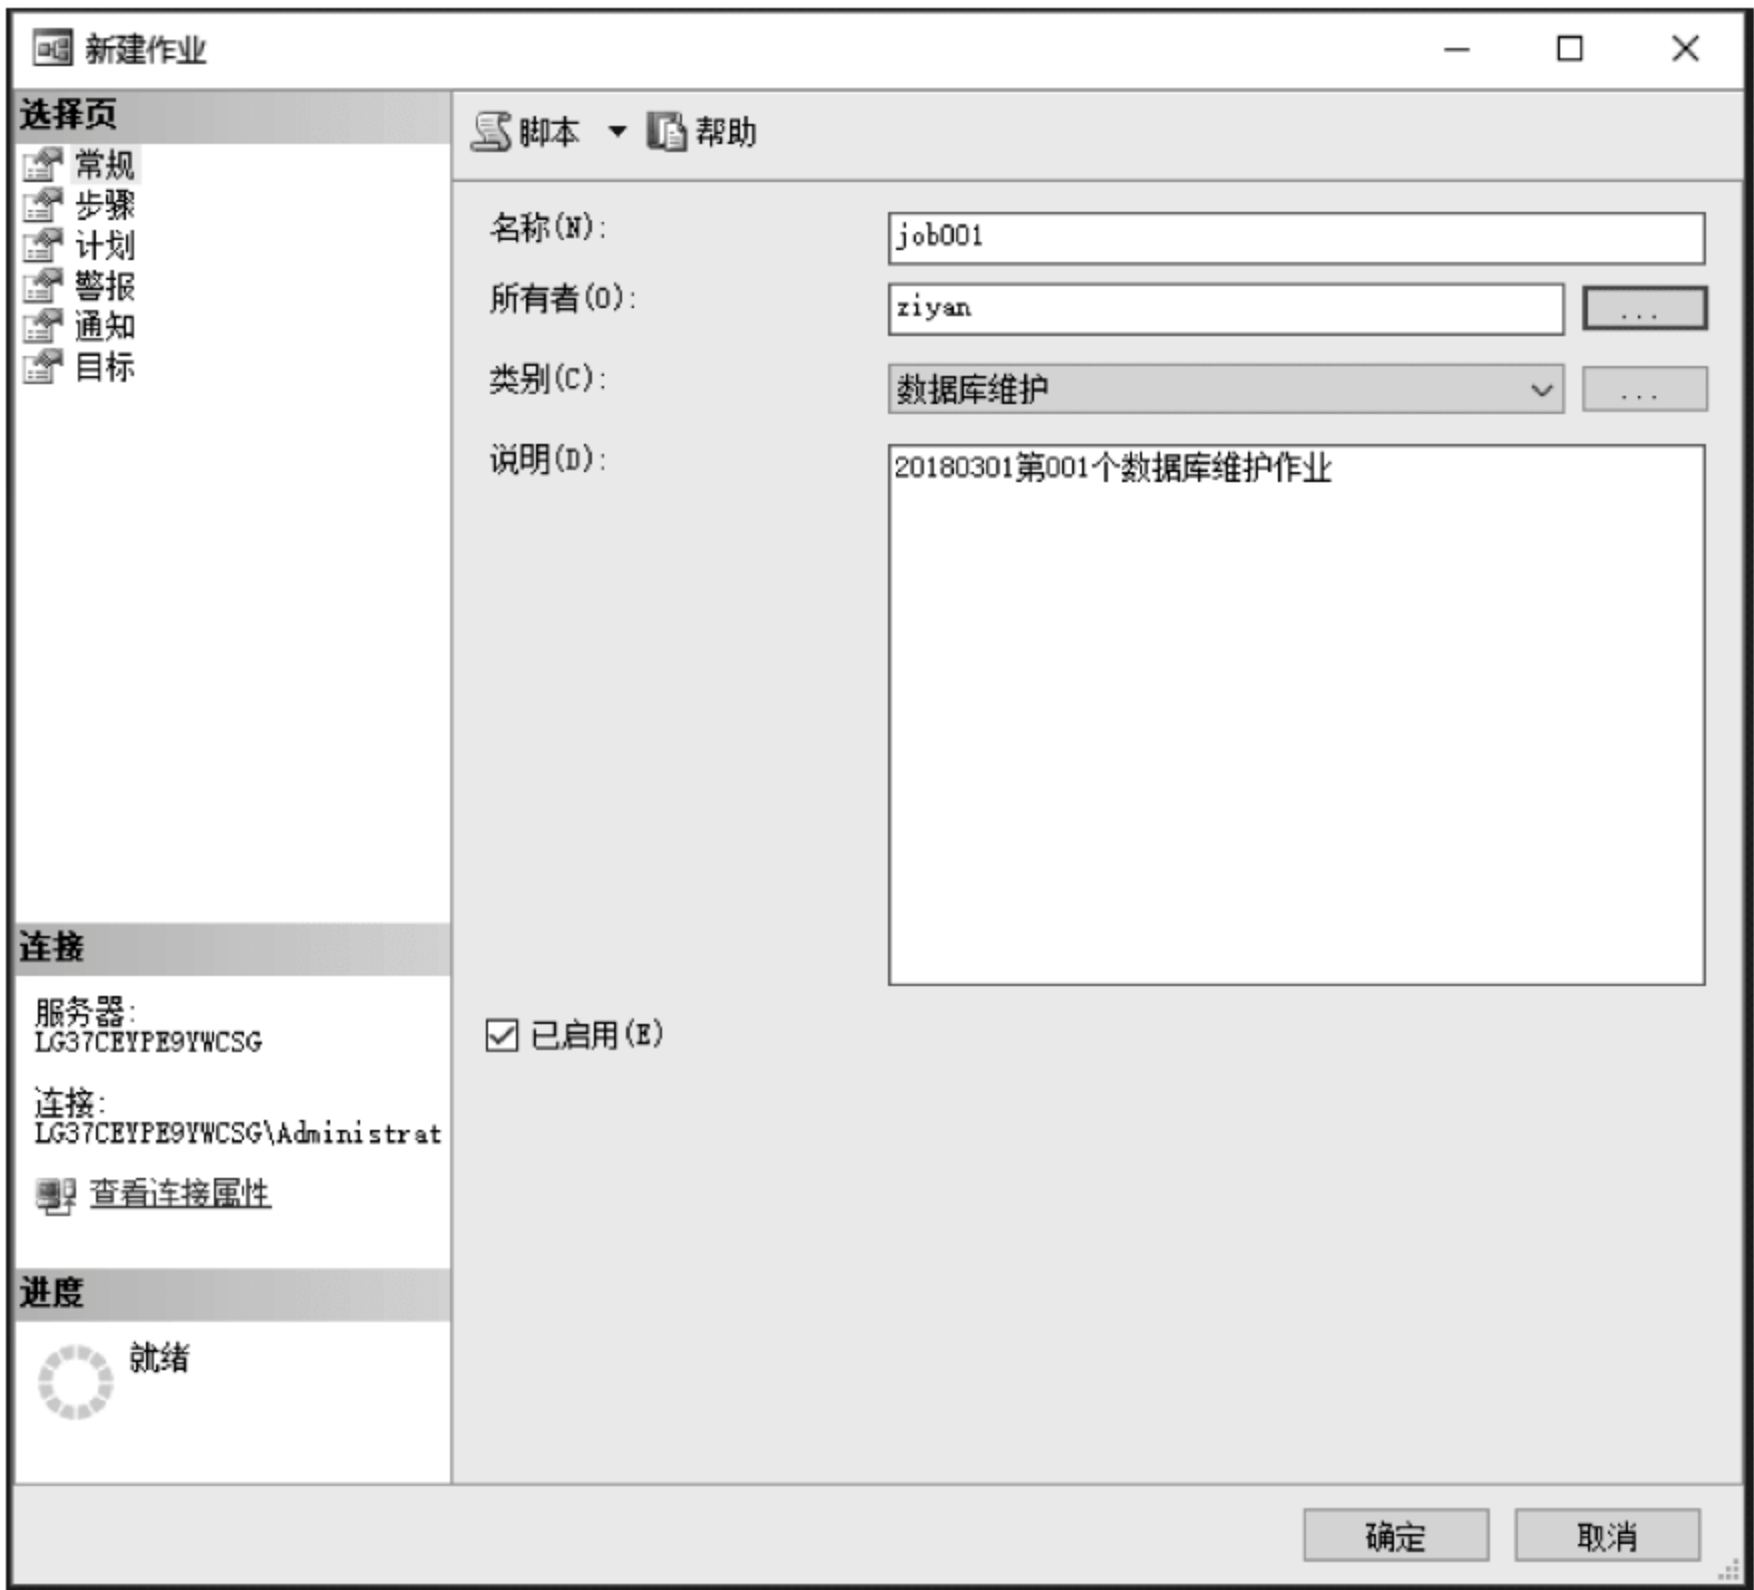 新建作业
选择页
常规
步骤
计划
警报
通知
目标
脚本 帮助
名称(N): job001
所有者(O): ziyan ...
类别(C): 数据库维护 ...
说明(D): 20180301第001个数据库维护作业
已启用(E)
连接
服务器:
LG37CEYPE9YWCSG
连接:
LG37CEYPE9YWCSG\Administrat
查看连接属性
进度
就绪
确定 取消